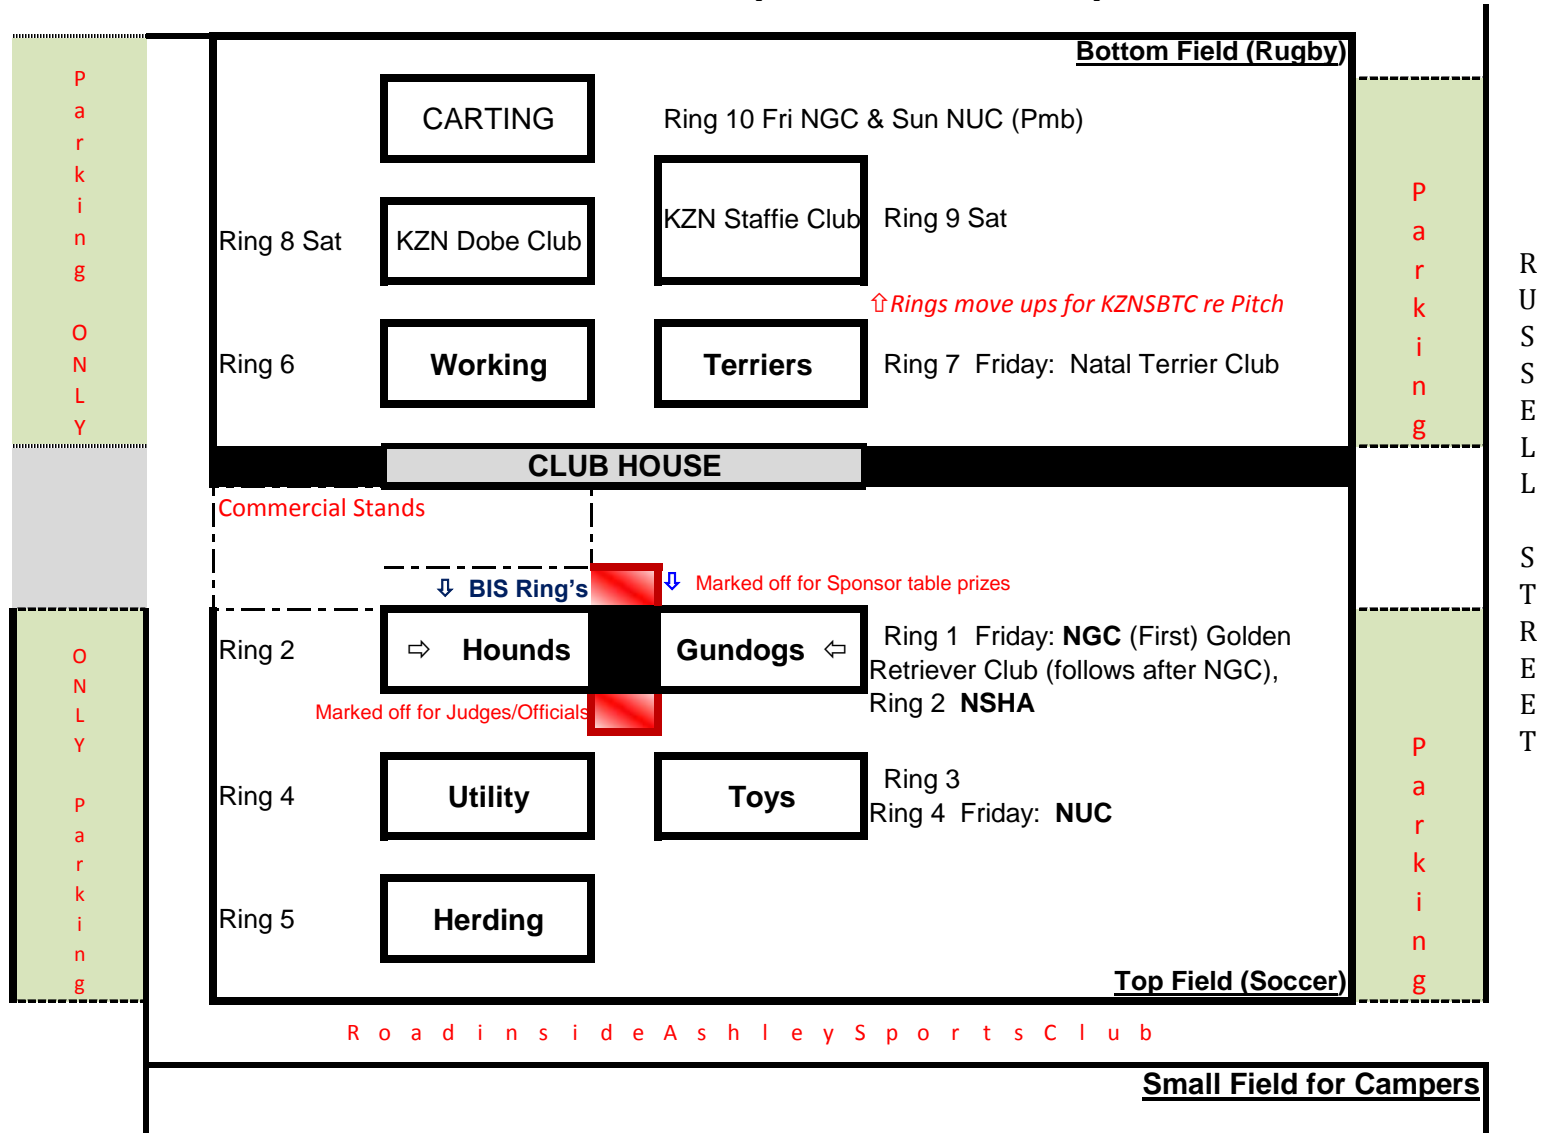 Bottom Field (Rugby)
Parking ONLY
CARTING
Ring 10 Fri NGC & Sun NUC (Pmb)
Parking
RUSSELL STREET
Ring 8 Sat
KZN Dobe Club
KZN Staffie Club
Ring 9 Sat
⇧Rings move ups for KZNSBTC re Pitch
Ring 6
Working
Terriers
Ring 7 Friday: Natal Terrier Club
CLUB HOUSE
Commercial Stands
⇩ BIS Ring’s
⇩ Marked off for Sponsor table prizes
Ring 2
⇨ Hounds
Gundogs ⇦
Ring 1 Friday: NGC (First) Golden
Retriever Club (follows after NGC),
Ring 2 NSHA
Marked off for Judges/Officials
ONLY Parking
Parking
Ring 4
Utility
Toys
Ring 3
Ring 4 Friday: NUC
Ring 5
Herding
Top Field (Soccer)
R o a d i n s i d e A s h l e y S p o r t s C l u b
Small Field for Campers